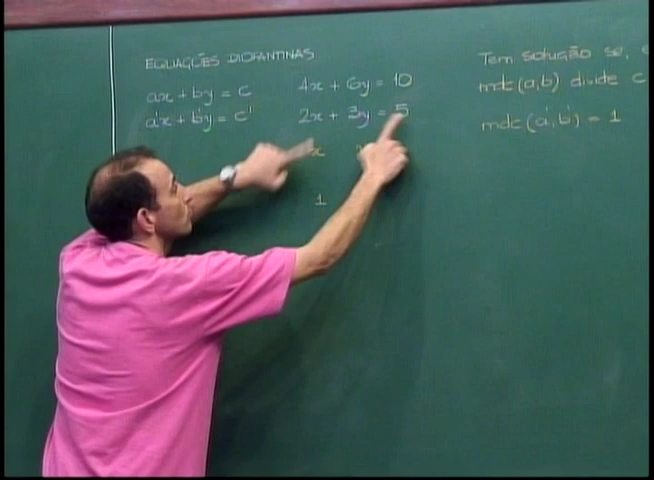 EQUAÇÕES DIOFANTINAS
ax + by = c
a'x + b'y = c'
4x + 6y = 10
2x + 3y = 5
x
1
Tem solução se,
mdc(a,b) divide c
mdc(a',b') = 1